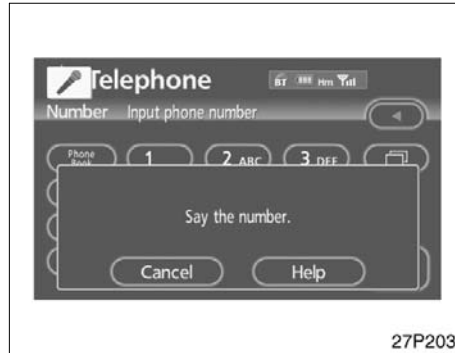 Telephone
BT Hm
Number Input phone number
Phone Book 1 2 ABC 3 DEF
Say the number.
Cancel Help
27P203